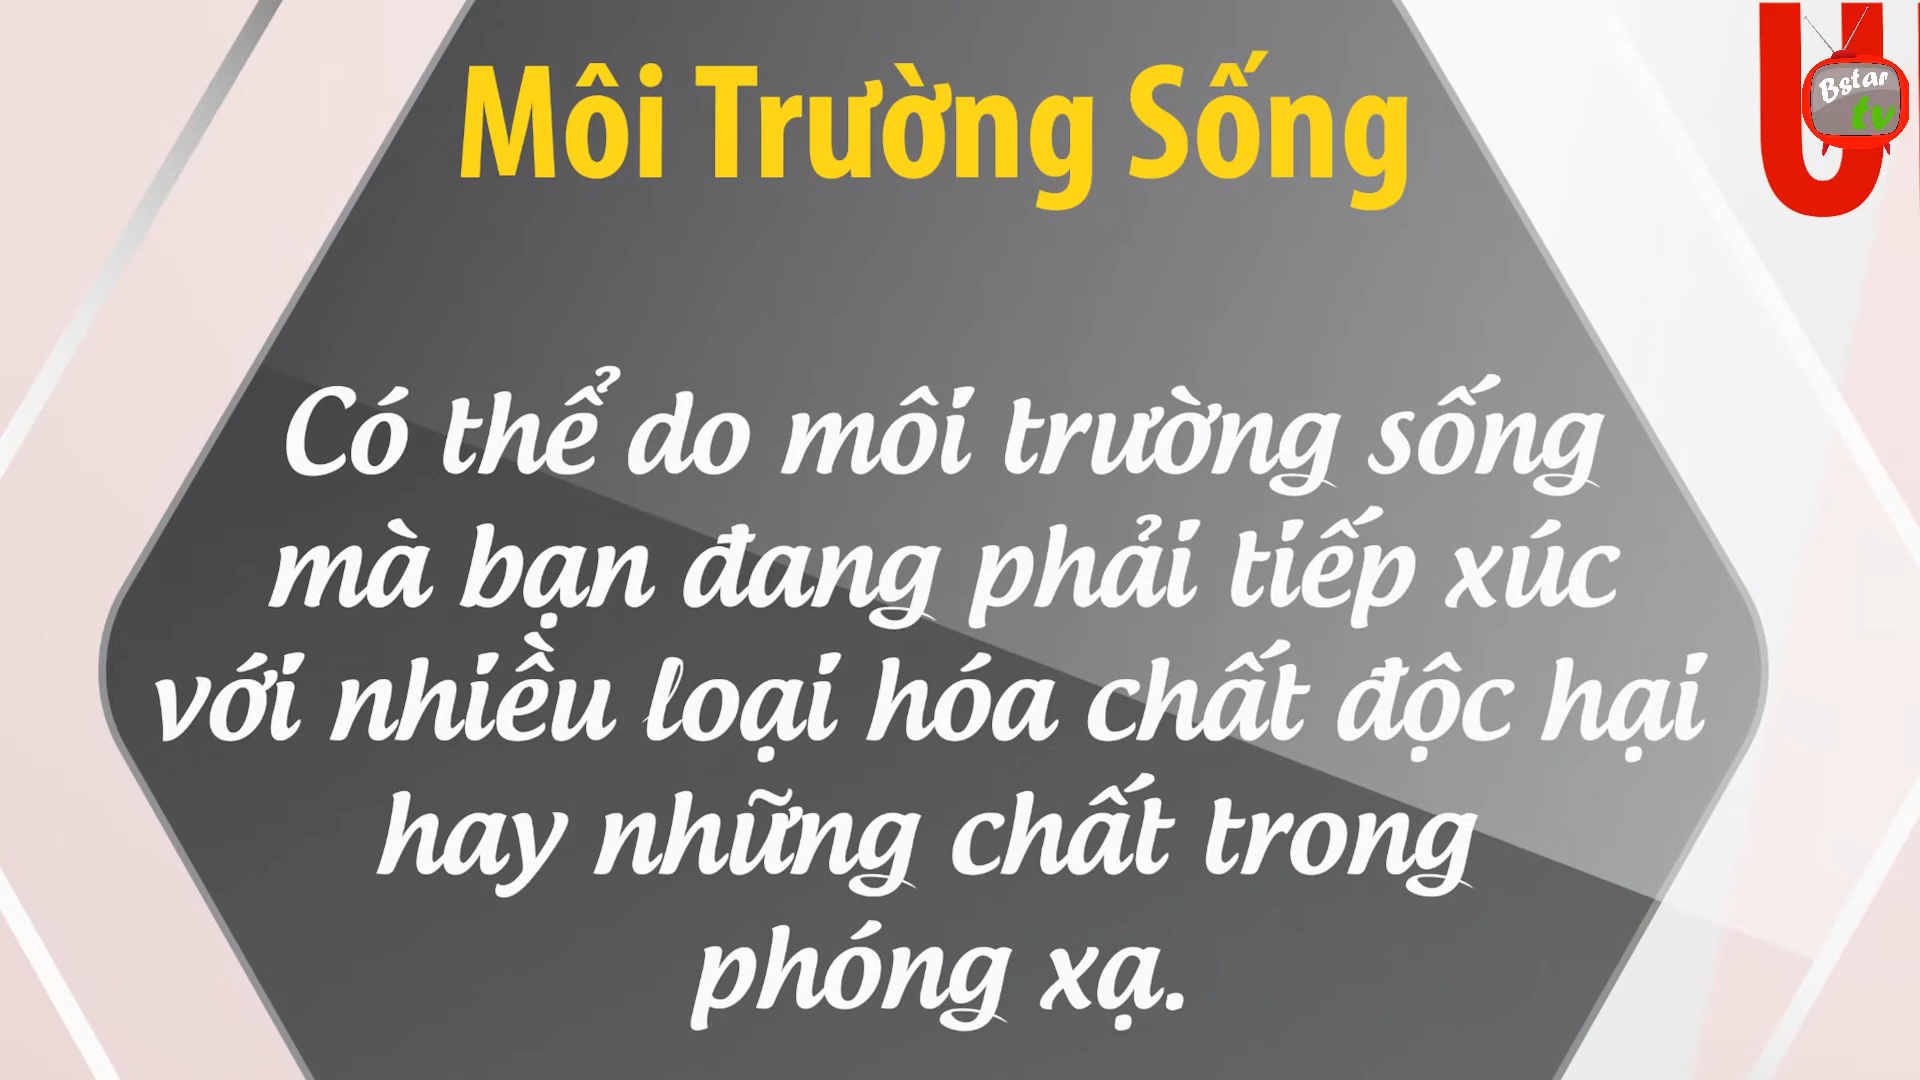 Môi Trường Sống
U
Bstar
tv
Có thể do môi trường sống
mà bạn đang phải tiếp xúc
với nhiều loại hóa chất độc hại
hay những chất trong
phóng xạ.